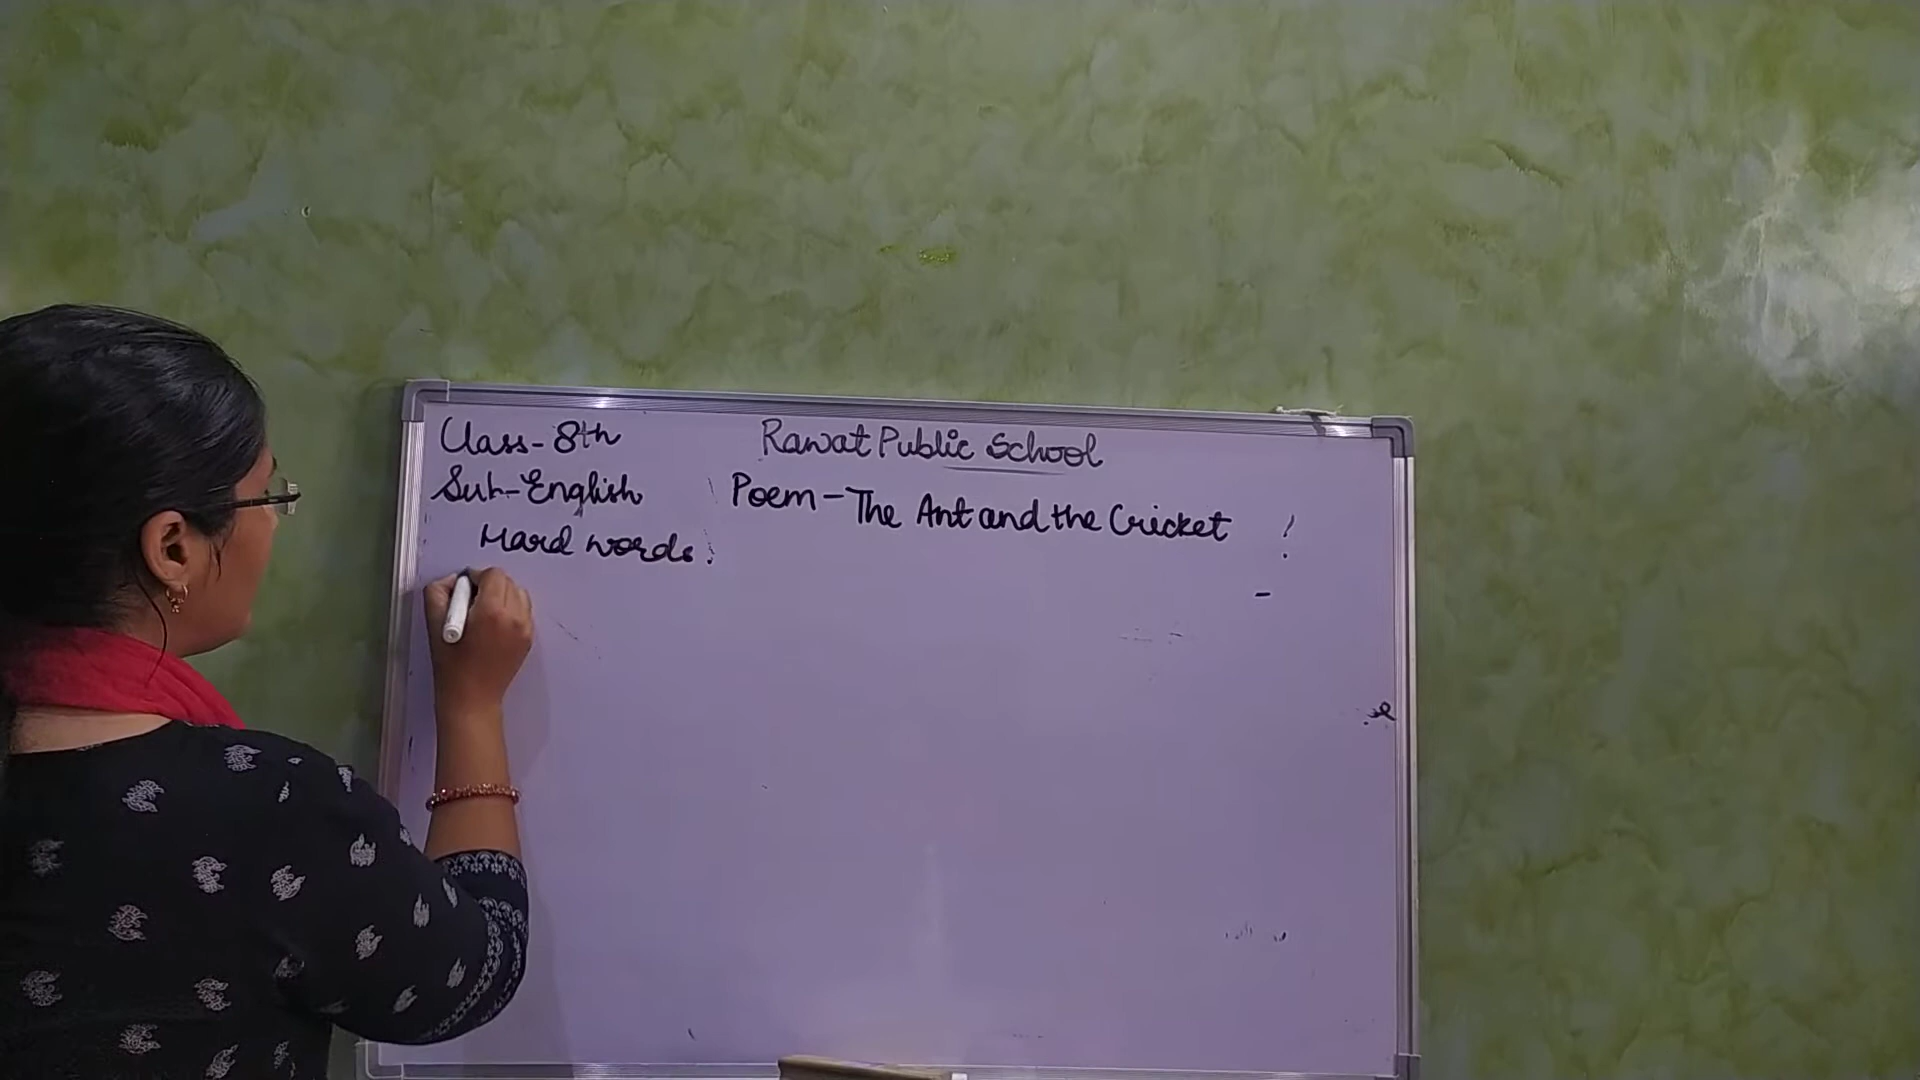 Class-8th
Rawat Public School
Sub-English
Poem-The Ant and the Cricket
Hard words: